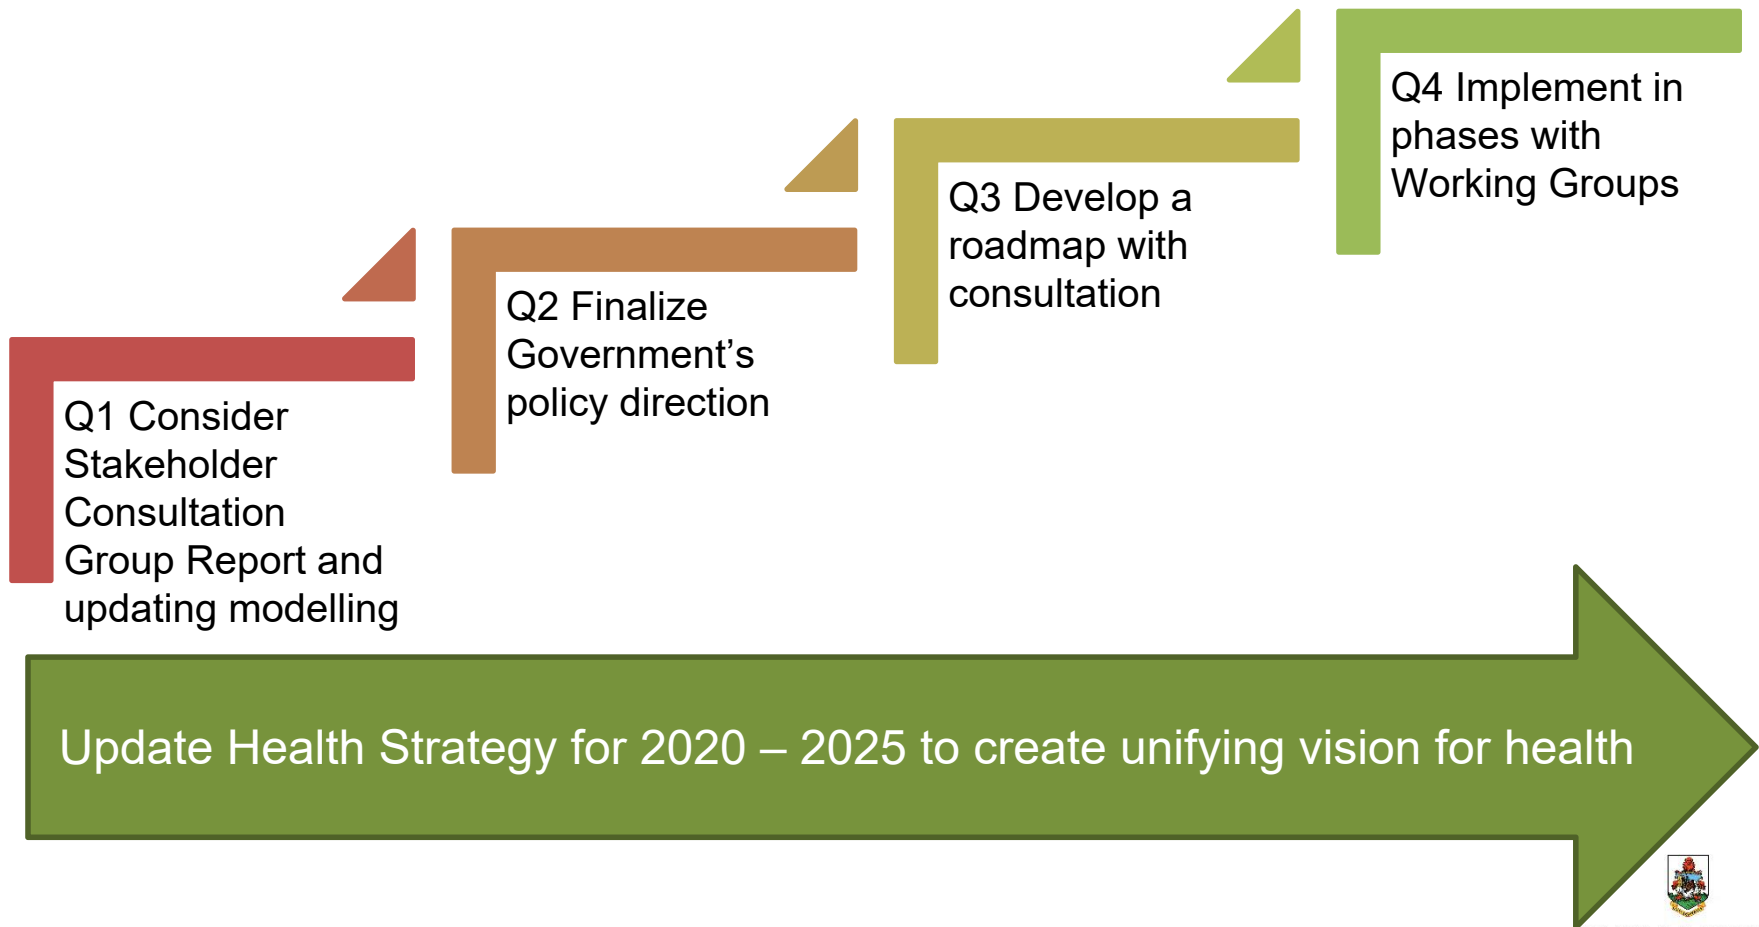 Q1 Consider
Stakeholder
Consultation
Group Report and
updating modelling
Q2 Finalize
Government’s
policy direction
Q3 Develop a
roadmap with
consultation
Q4 Implement in
phases with
Working Groups
Update Health Strategy for 2020 – 2025 to create unifying vision for health